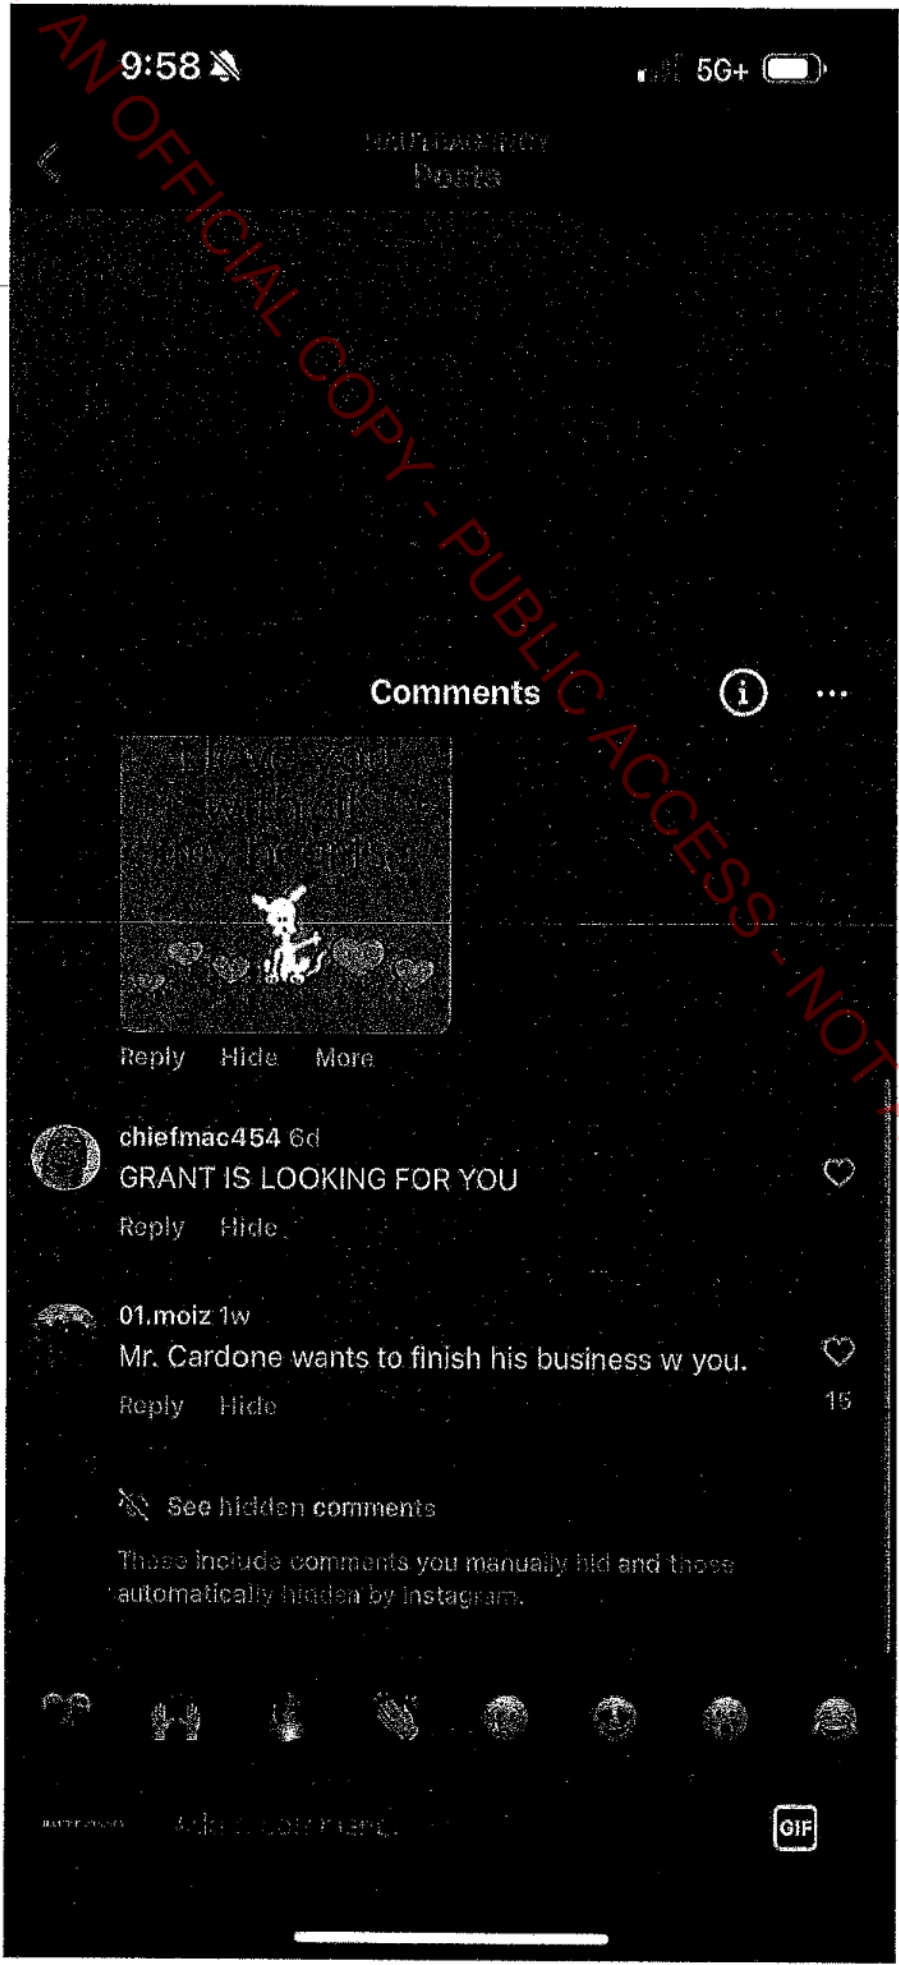 9:58
5G+
Posts
Comments
Reply Hide More
chiefmac454 6d
GRANT IS LOOKING FOR YOU
Reply Hide
01.moiz 1w
Mr. Cardone wants to finish his business w you.
15
Reply Hide
See hidden comments
These include comments you manually hid and those
automatically hidden by Instagram.
Add a comment...
GIF
AN OFFICIAL COPY - PUBLIC ACCESS - NOT